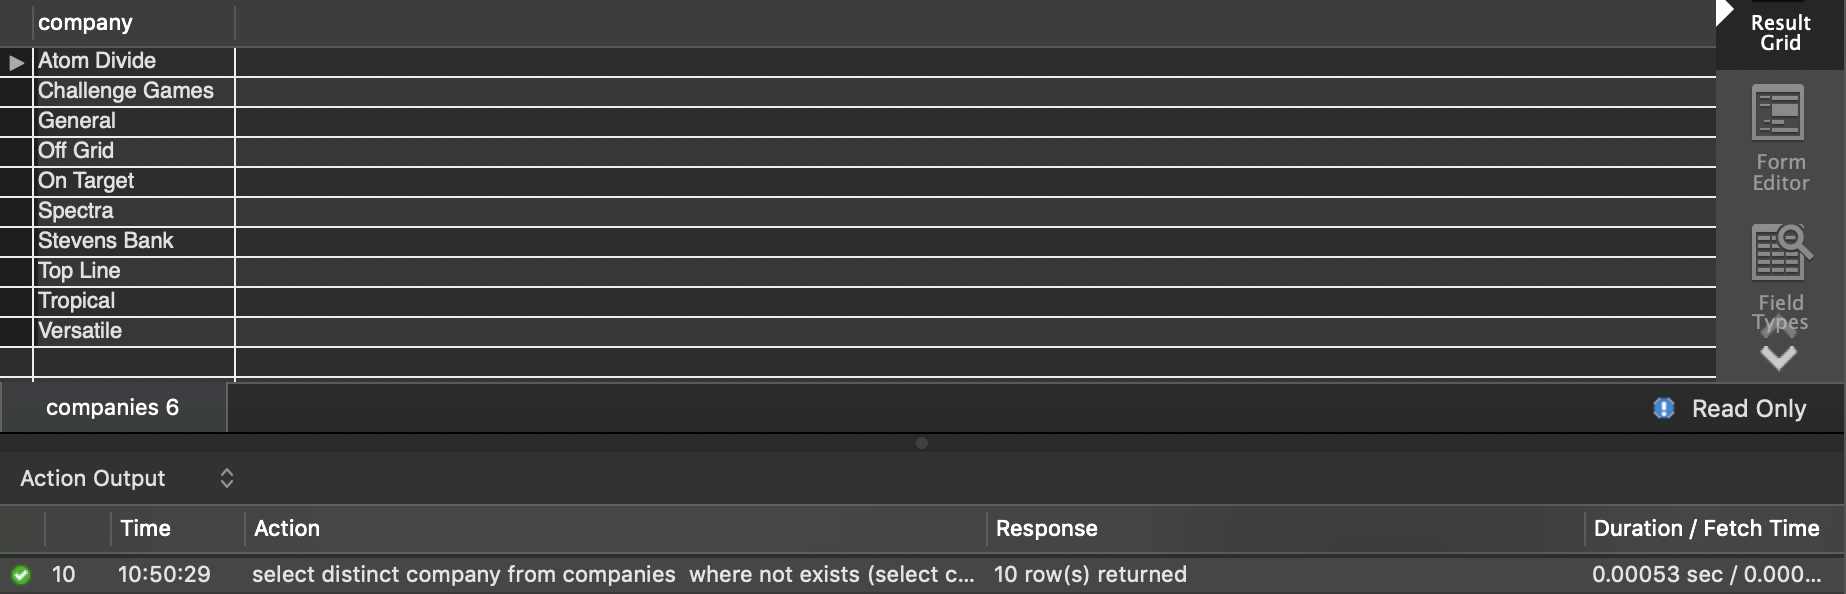 company
Result
Grid
Atom Divide
Challenge Games
General
Off Grid
On Target
Spectra
Stevens Bank
Top Line
Tropical
Versatile
Form
Editor
Field
Types
companies 6
Read Only
Action Output
Time Action Response Duration / Fetch Time
10 10:50:29 select distinct company from companies  where not exists (select c... 10 row(s) returned 0.00053 sec / 0.000...